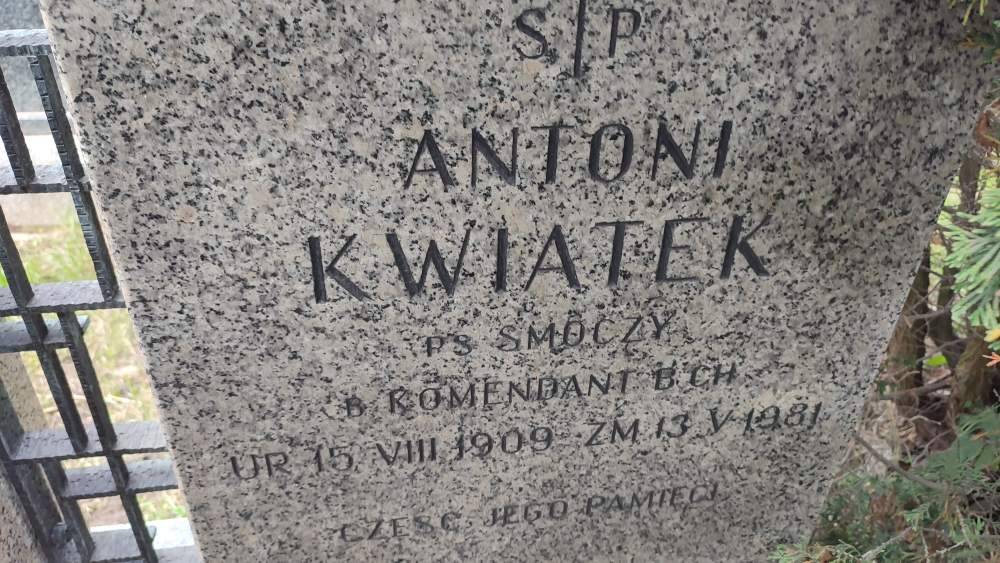 S P
ANTONI
KWIATEK
PS SMOCZY
B KOMENDANT B.CH
UR 15 VIII 1909 ZM 13 V 1981
CZEŚĆ JEGO PAMIĘCI